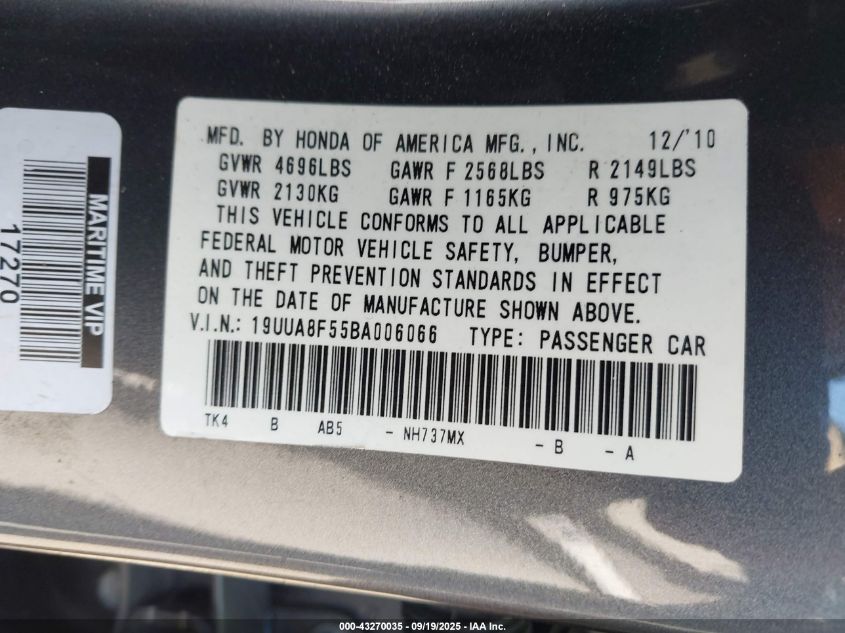 MFD. BY HONDA OF AMERICA MFG., INC. 12/'10
GVWR 4696LBS GAWR F 2568LBS R 2149LBS
GVWR 2130KG GAWR F 1165KG R 975KG
THIS VEHICLE CONFORMS TO ALL APPLICABLE
FEDERAL MOTOR VEHICLE SAFETY, BUMPER,
AND THEFT PREVENTION STANDARDS IN EFFECT
ON THE DATE OF MANUFACTURE SHOWN ABOVE.
V.I.N.: 19UUA8F55BA006066 TYPE: PASSENGER CAR
TK4 B AB5 - NH737MX - B - A
MARITIME VIP
17270
000-43270035 - 09/19/2025 - IAA Inc.